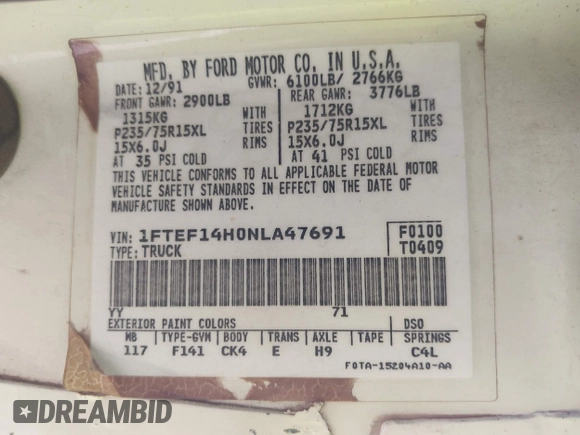 MFD. BY FORD MOTOR CO. IN U.S.A.
DATE: 12/91 GVWR: 6100LB/ 2766KG
FRONT GAWR: 2900LB REAR GAWR: 3776LB
1315KG WITH 1712KG WITH
P235/75R15XL TIRES P235/75R15XL TIRES
15X6.0J RIMS 15X6.0J RIMS
AT 35 PSI COLD AT 41 PSI COLD
THIS VEHICLE CONFORMS TO ALL APPLICABLE FEDERAL MOTOR
VEHICLE SAFETY STANDARDS IN EFFECT ON THE DATE OF
MANUFACTURE SHOWN ABOVE.
VIN: 1FTEF14H0NLA47691 F0100
TYPE: TRUCK T0409
YY 71
EXTERIOR PAINT COLORS DSO
WB TYPE-GVM BODY TRANS AXLE TAPE SPRINGS
117 F141 CK4 E H9 C4L
F0TA-15204A10-AA
DREAMBID